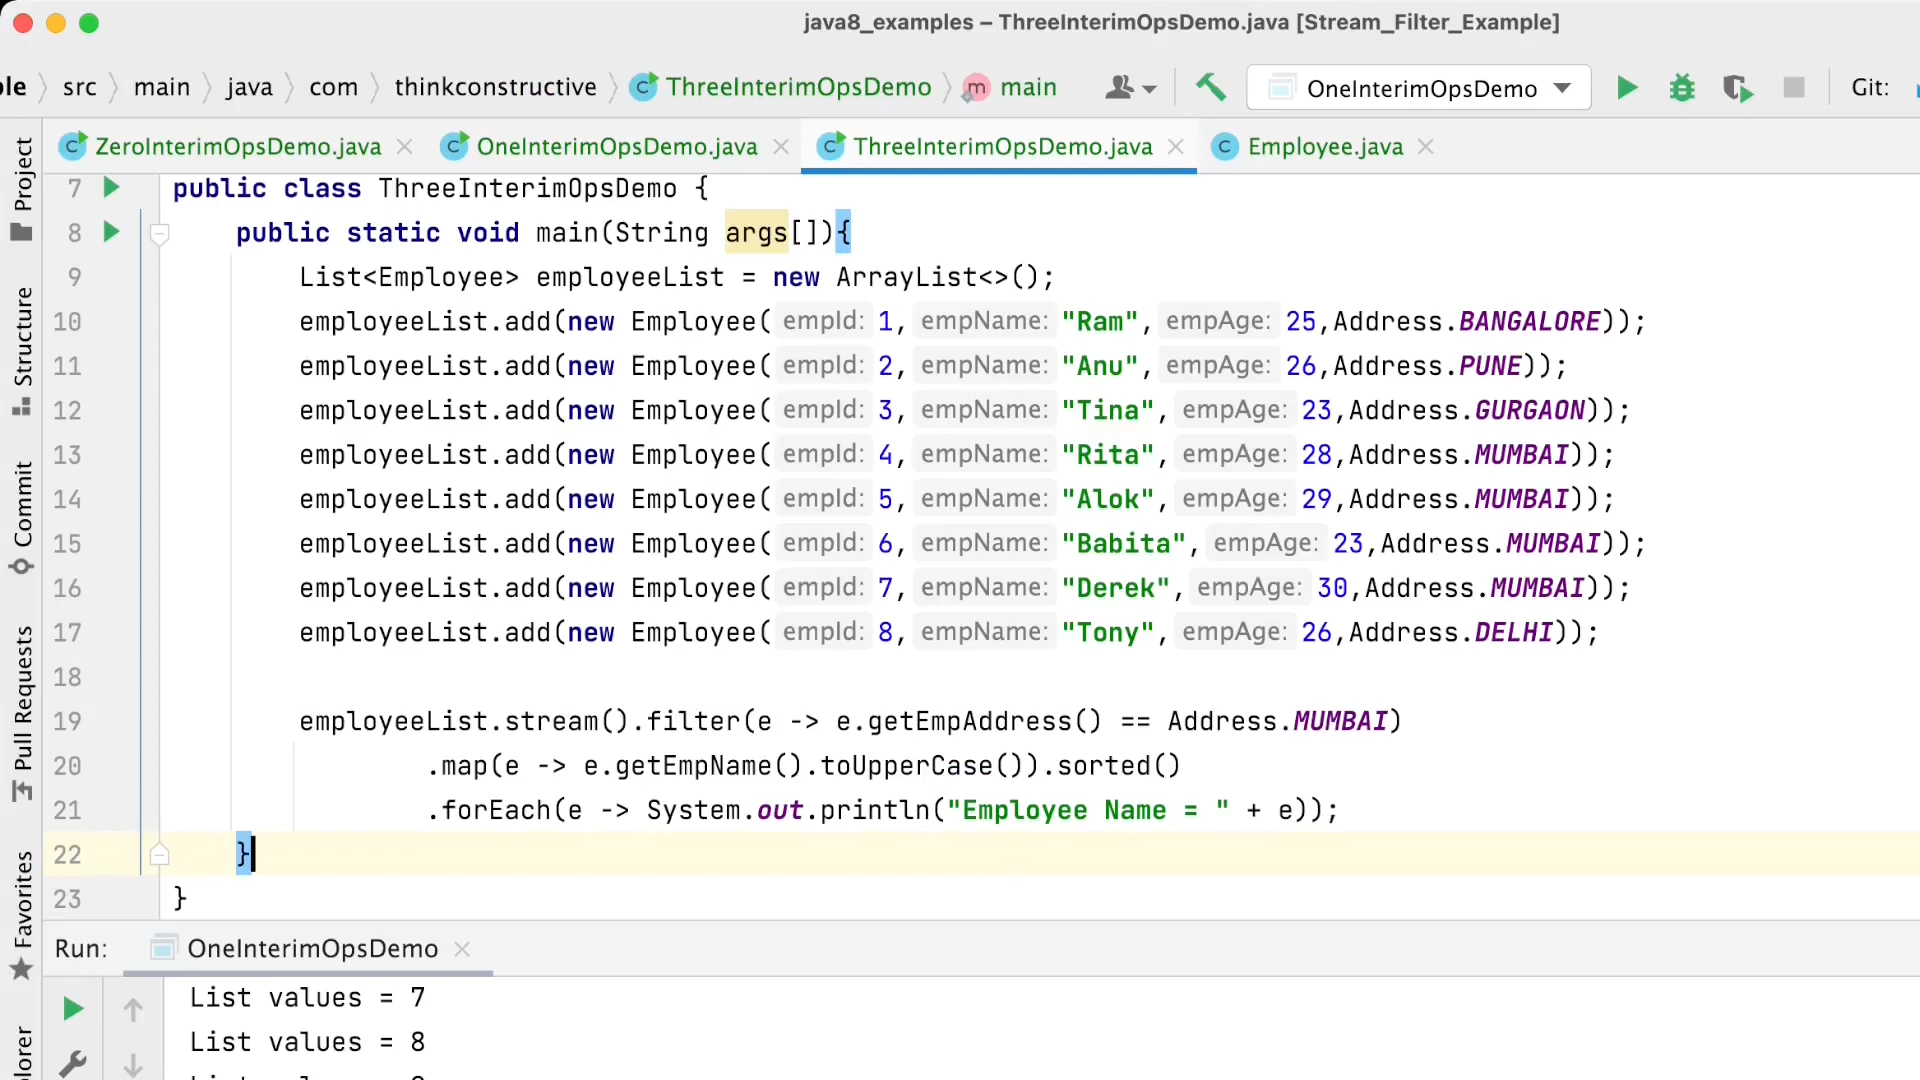 java8_examples – ThreeInterimOpsDemo.java [Stream_Filter_Example]
src main java com thinkconstructive ThreeInterimOpsDemo main OneInterimOpsDemo Git:
ZeroInterimOpsDemo.java OneInterimOpsDemo.java ThreeInterimOpsDemo.java Employee.java
Project
Structure
Commit
Pull Requests
Favorites
7 public class ThreeInterimOpsDemo {
8 public static void main(String args[]){
9 List<Employee> employeeList = new ArrayList<>();
10 employeeList.add(new Employee( empId: 1, empName: "Ram", empAge: 25,Address.BANGALORE));
11 employeeList.add(new Employee( empId: 2, empName: "Anu", empAge: 26,Address.PUNE));
12 employeeList.add(new Employee( empId: 3, empName: "Tina", empAge: 23,Address.GURGAON));
13 employeeList.add(new Employee( empId: 4, empName: "Rita", empAge: 28,Address.MUMBAI));
14 employeeList.add(new Employee( empId: 5, empName: "Alok", empAge: 29,Address.MUMBAI));
15 employeeList.add(new Employee( empId: 6, empName: "Babita", empAge: 23,Address.MUMBAI));
16 employeeList.add(new Employee( empId: 7, empName: "Derek", empAge: 30,Address.MUMBAI));
17 employeeList.add(new Employee( empId: 8, empName: "Tony", empAge: 26,Address.DELHI));
18
19 employeeList.stream().filter(e -> e.getEmpAddress() == Address.MUMBAI)
20 .map(e -> e.getEmpName().toUpperCase()).sorted()
21 .forEach(e -> System.out.println("Employee Name = " + e));
22 }
23 }
Run: OneInterimOpsDemo
List values = 7
List values = 8